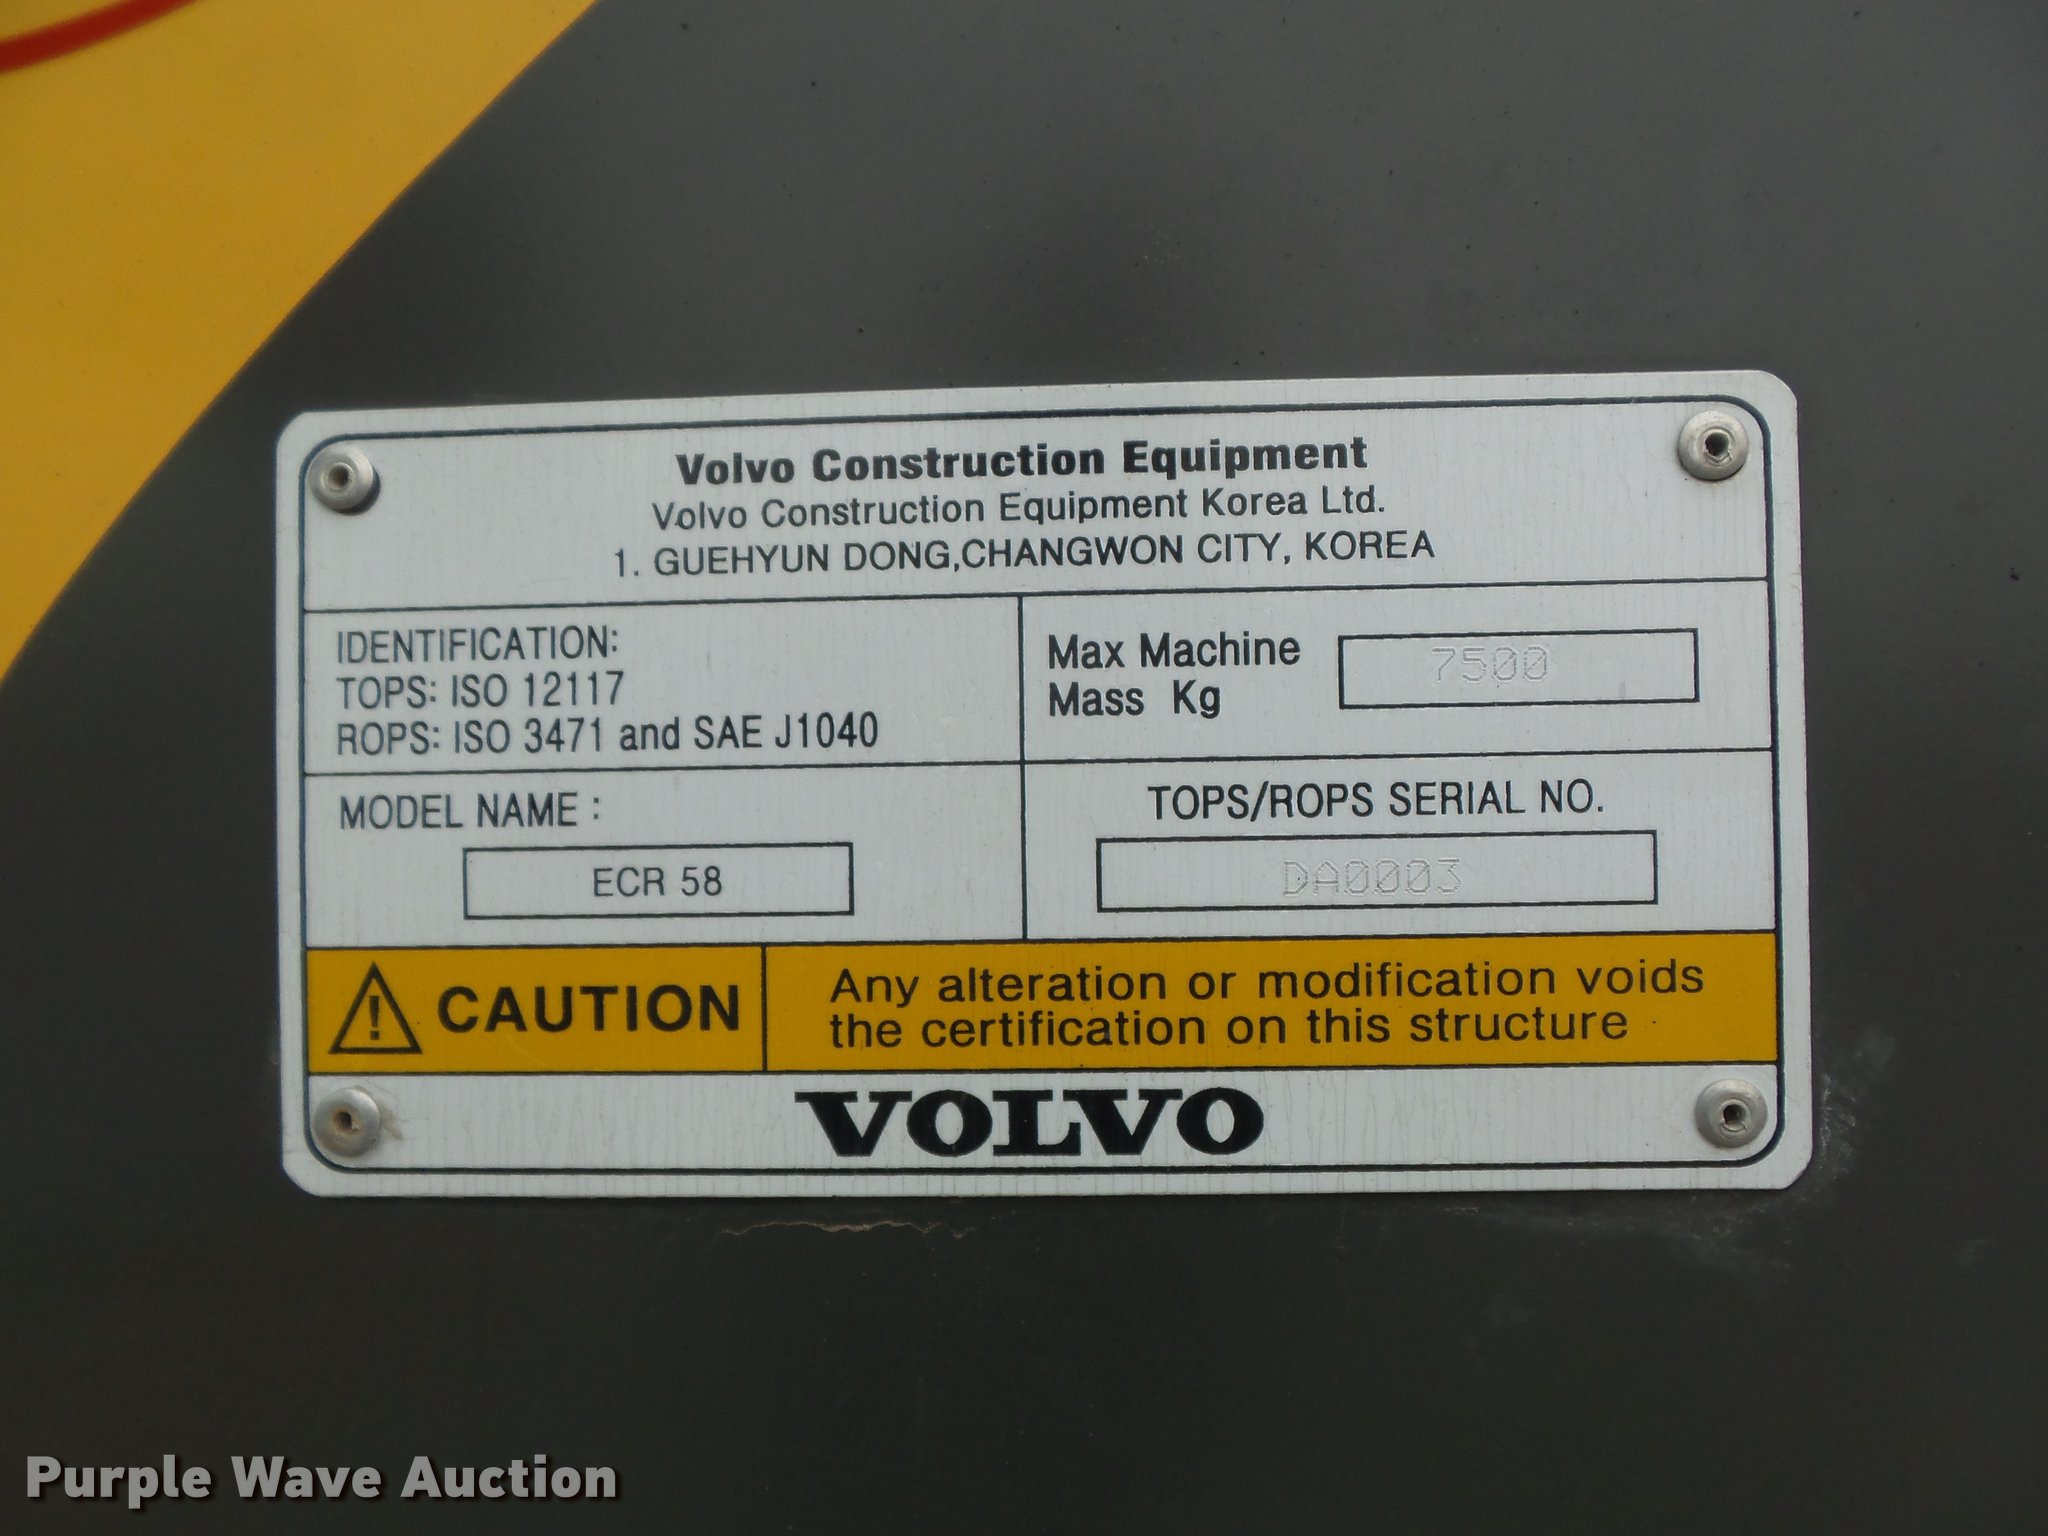 Volvo Construction Equipment
Volvo Construction Equipment Korea Ltd.
1. GUEHYUN DONG,CHANGWON CITY, KOREA
IDENTIFICATION:
TOPS: ISO 12117
ROPS: ISO 3471 and SAE J1040
Max Machine
Mass Kg
7500
MODEL NAME :
ECR 58
TOPS/ROPS SERIAL NO.
DA0003
CAUTION
Any alteration or modification voids
the certification on this structure
VOLVO
Purple Wave Auction